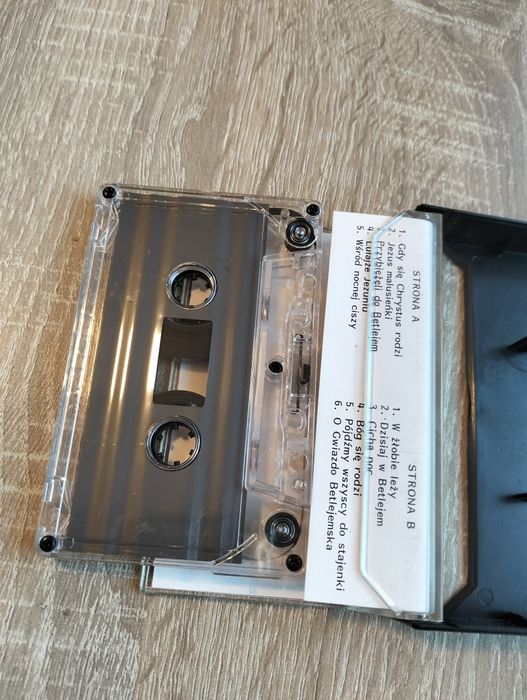 STRONA A
1. Gdy się Chrystus rodzi
2. Jezus malusieńki
3. Przybieżeli do Betlejem
4. Lulajże Jezuniu
5. Wśród nocnej ciszy
STRONA B
1. W żłobie leży
2. Dzisiaj w Betlejem
3. Cicha noc
4. Bóg się rodzi
5. Pójdźmy wszyscy do stajenki
6. O Gwiazdo Betlejemska